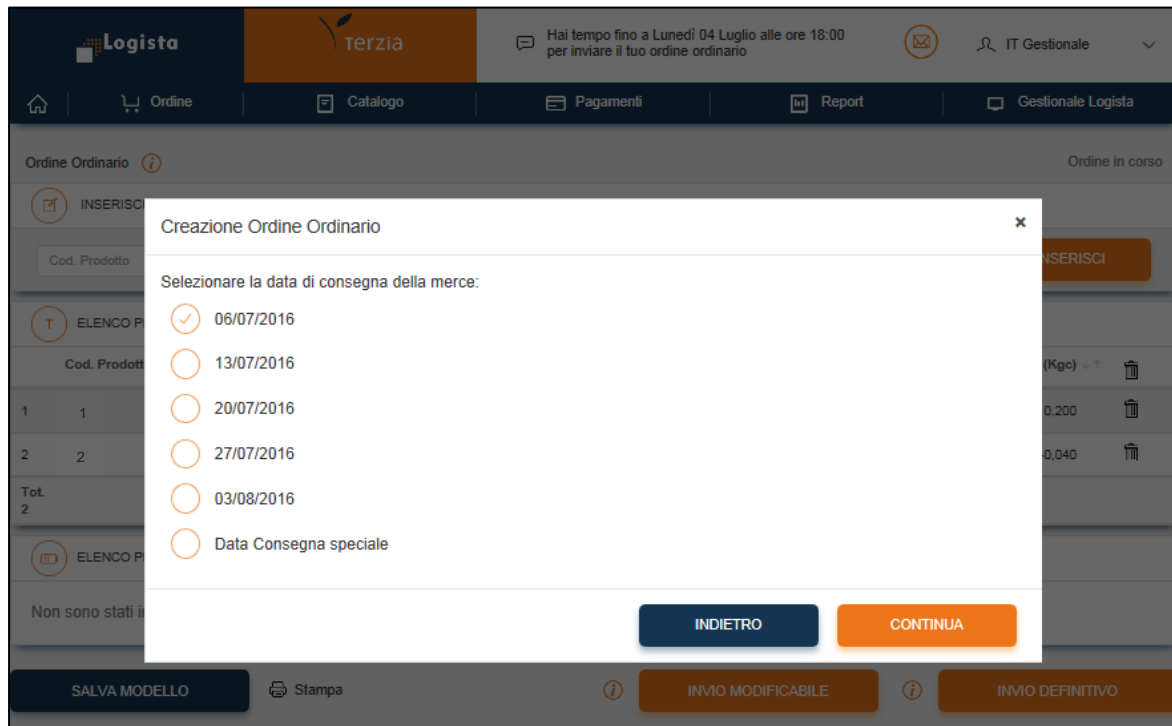 Logista
Terzia
Hai tempo fino a Lunedì 04 Luglio alle ore 18:00
per inviare il tuo ordine ordinario
IT Gestionale
Ordine
Catalogo
Pagamenti
Report
Gestionale Logista
Ordine Ordinario
Ordine in corso
INSERISC
Creazione Ordine Ordinario
×
Cod. Prodotto
NSERISCI
Selezionare la data di consegna della merce:
06/07/2016
T ELENCO P
13/07/2016
Cod. Prodott
(Kgc)
1 1
20/07/2016
0,200
2 2
27/07/2016
0,040
Tot.
2
03/08/2016
Data Consegna speciale
ELENCO P
Non sono stati i
INDIETRO
CONTINUA
SALVA MODELLO
Stampa
INVIO MODIFICABILE
INVIO DEFINITIVO